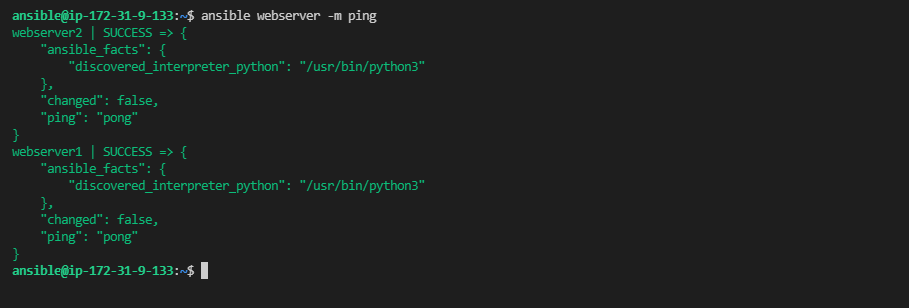 ansible@ip-172-31-9-133:~$ ansible webserver -m ping
webserver2 | SUCCESS => {
    "ansible_facts": {
        "discovered_interpreter_python": "/usr/bin/python3"
    },
    "changed": false,
    "ping": "pong"
}
webserver1 | SUCCESS => {
    "ansible_facts": {
        "discovered_interpreter_python": "/usr/bin/python3"
    },
    "changed": false,
    "ping": "pong"
}
ansible@ip-172-31-9-133:~$